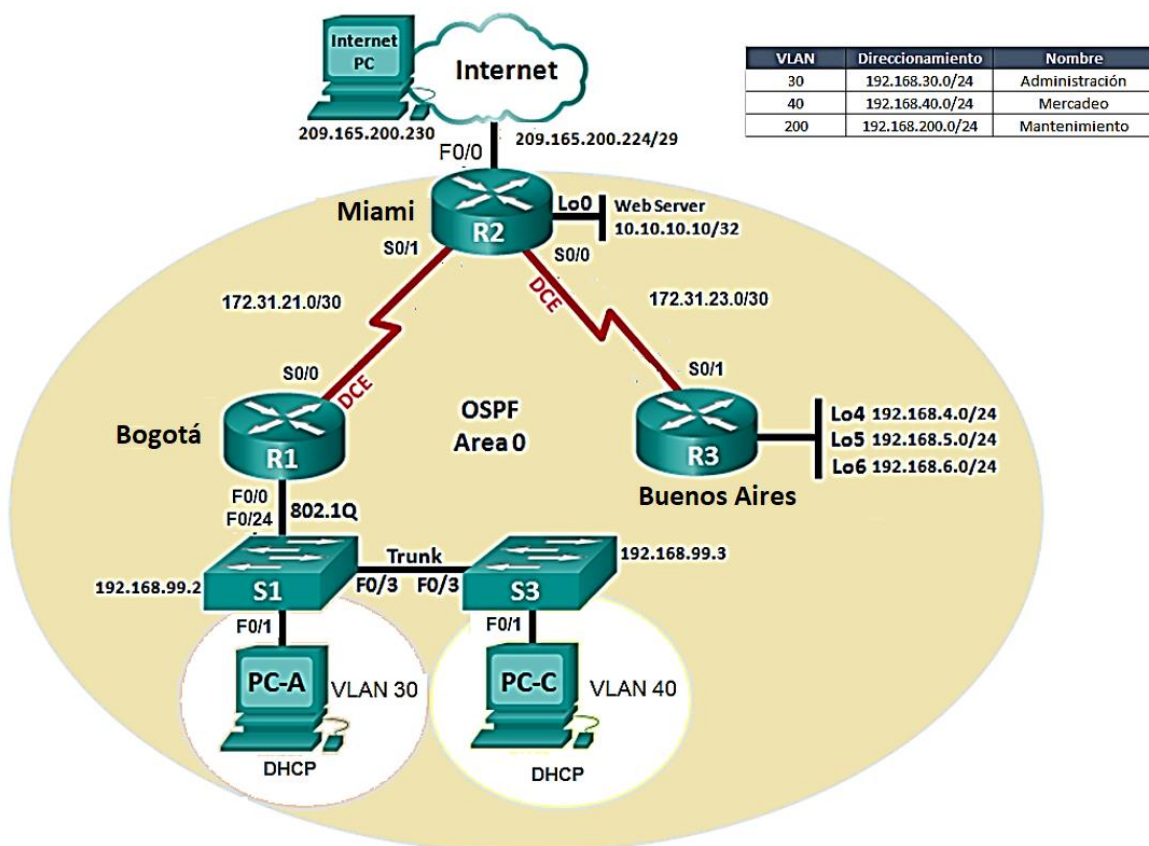 Internet PC
Internet
209.165.200.230
209.165.200.224/29
F0/0
VLAN Direccionamiento Nombre
30 192.168.30.0/24 Administración
40 192.168.40.0/24 Mercadeo
200 192.168.200.0/24 Mantenimiento
Miami
R2
Lo0
Web Server
10.10.10.10/32
S0/1
S0/0
DCE
172.31.21.0/30
172.31.23.0/30
S0/0
DCE
S0/1
Bogotá
R1
OSPF
Area 0
R3
Buenos Aires
Lo4 192.168.4.0/24
Lo5 192.168.5.0/24
Lo6 192.168.6.0/24
F0/0
F0/24
802.1Q
192.168.99.2
S1
Trunk
F0/3 F0/3
S3
192.168.99.3
F0/1
F0/1
PC-A
VLAN 30
DHCP
PC-C
VLAN 40
DHCP